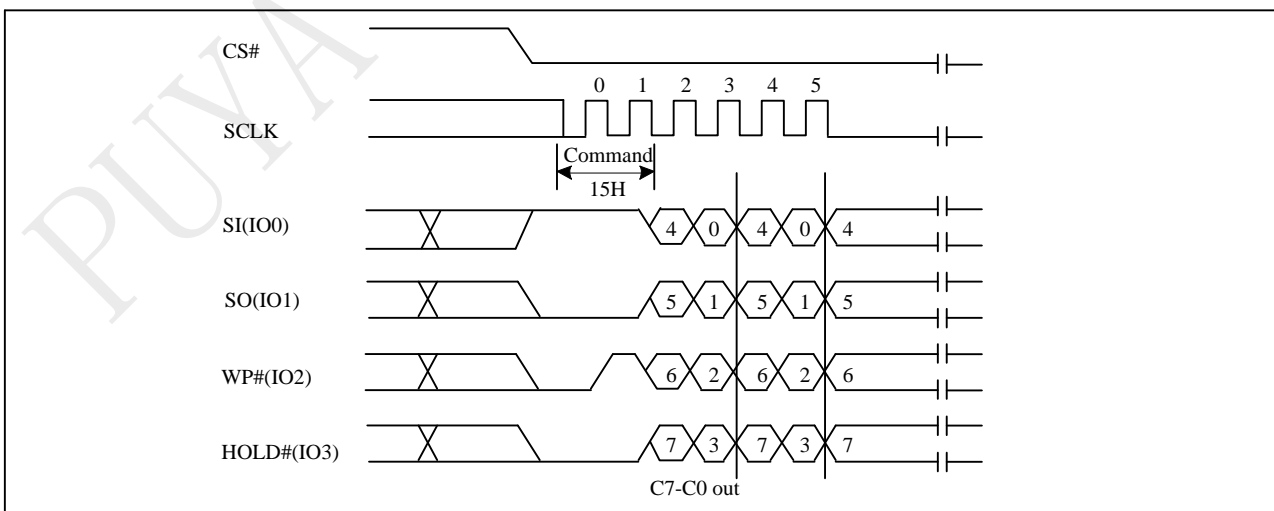 PUYA
CS#
0 1 2 3 4 5
SCLK
Command
15H
SI(IO0) 4 0 4 0 4
SO(IO1) 5 1 5 1 5
WP#(IO2) 6 2 6 2 6
HOLD#(IO3) 7 3 7 3 7
C7-C0 out